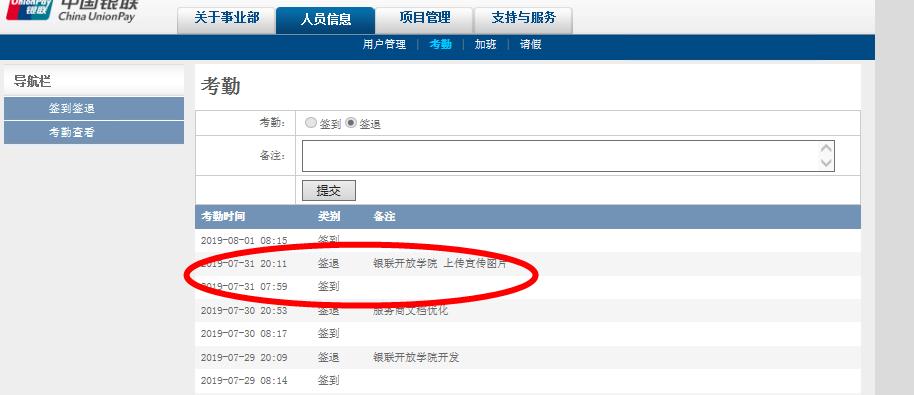 UnionPay 中国银联
银联 China UnionPay
关于事业部 人员信息 项目管理 支持与服务
用户管理 | 考勤 | 加班 | 请假
导航栏
签到签退
考勤查看
考勤
考勤: 签到 签退
备注:
提交
考勤时间 类别 备注
2019-08-01 08:15 签到
2019-07-31 20:11 签退 银联开放学院 上传宣传图片
2019-07-31 07:59 签到
2019-07-30 20:53 签退 服务商文档优化
2019-07-30 08:17 签到
2019-07-29 20:09 签退 银联开放学院开发
2019-07-29 08:14 签到